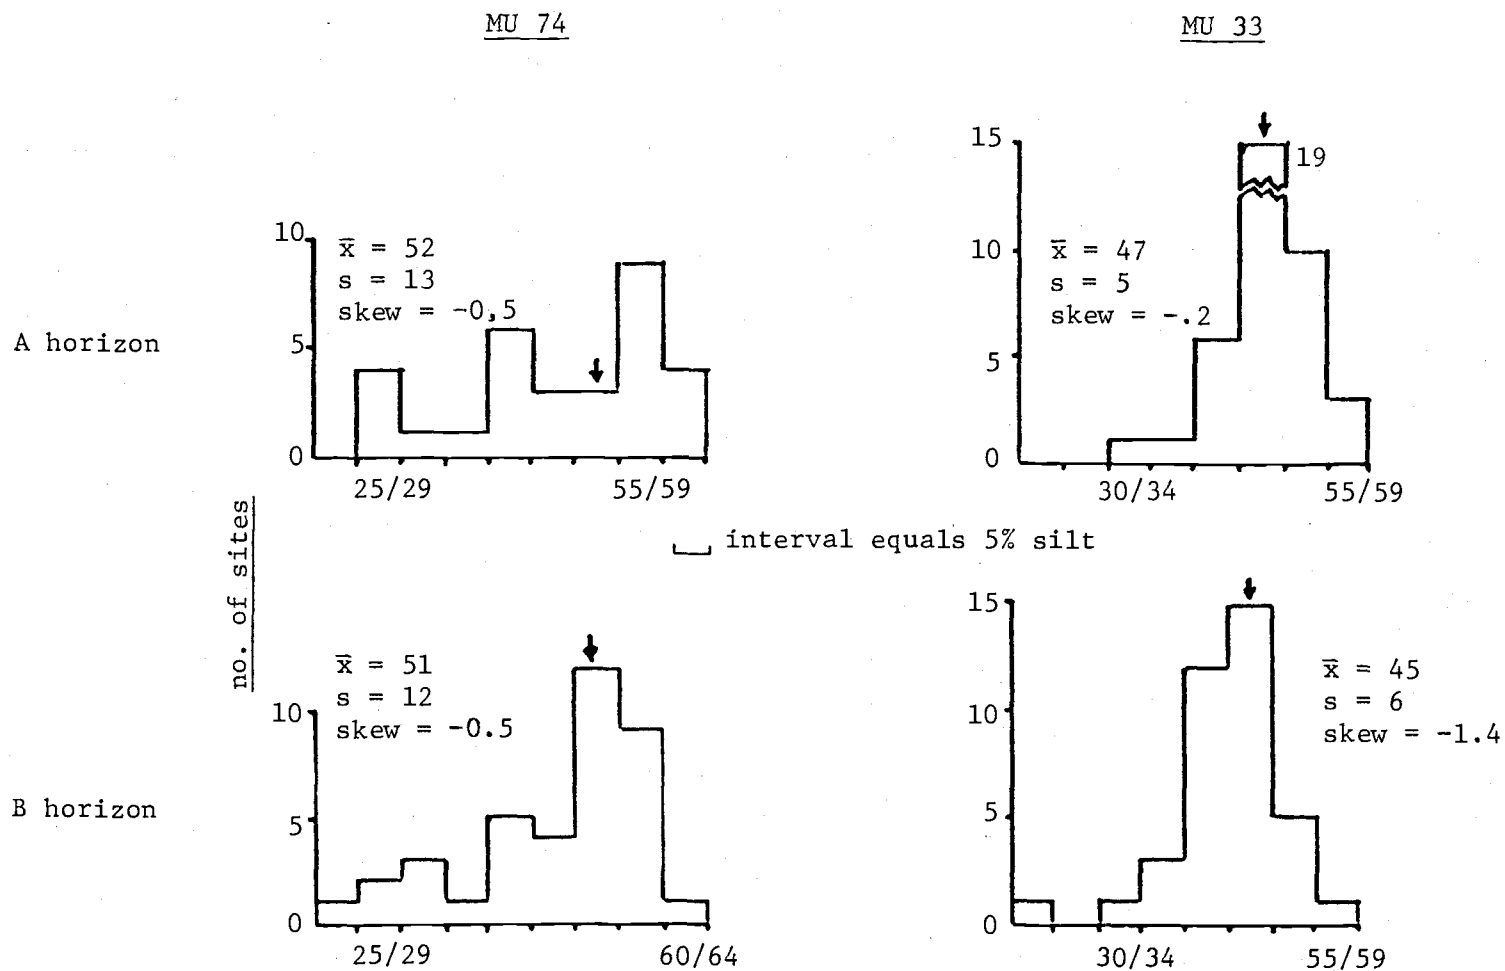 MU 74
MU 33
A horizon
10
5
0
x̄ = 52
s = 13
skew = -0,5
25/29
55/59
15
10
5
0
19
x̄ = 47
s = 5
skew = -.2
30/34
55/59
no. of sites
interval equals 5% silt
B horizon
10
5
0
x̄ = 51
s = 12
skew = -0.5
25/29
60/64
15
10
5
0
x̄ = 45
s = 6
skew = -1.4
30/34
55/59